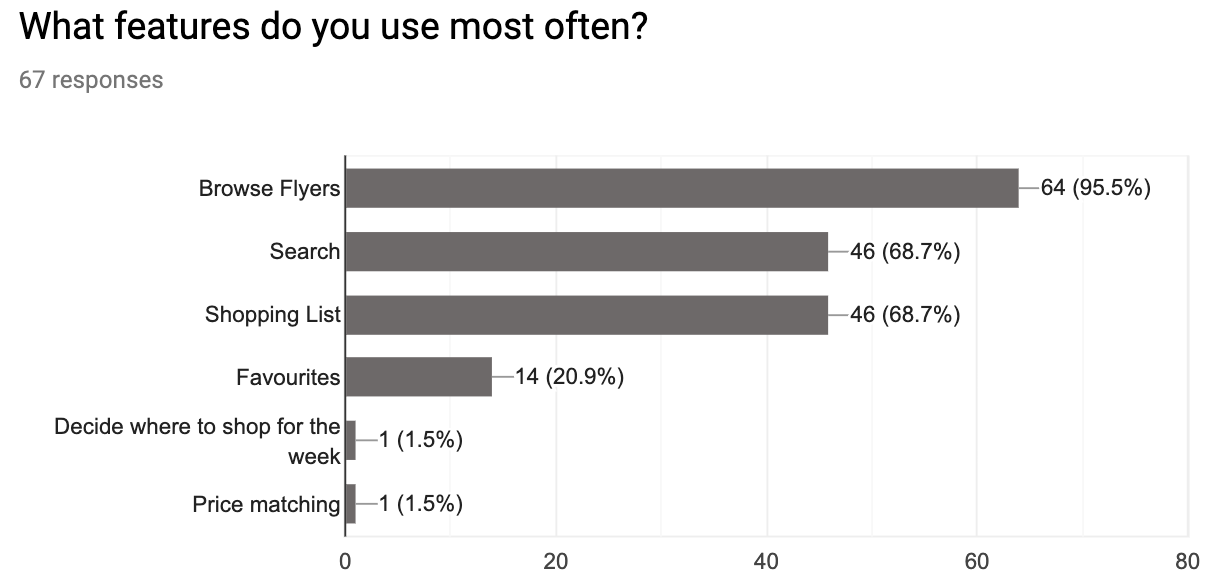 What features do you use most often?
67 responses
Browse Flyers 64 (95.5%)
Search 46 (68.7%)
Shopping List 46 (68.7%)
Favourites 14 (20.9%)
Decide where to shop for the
week 1 (1.5%)
Price matching 1 (1.5%)
0 20 40 60 80